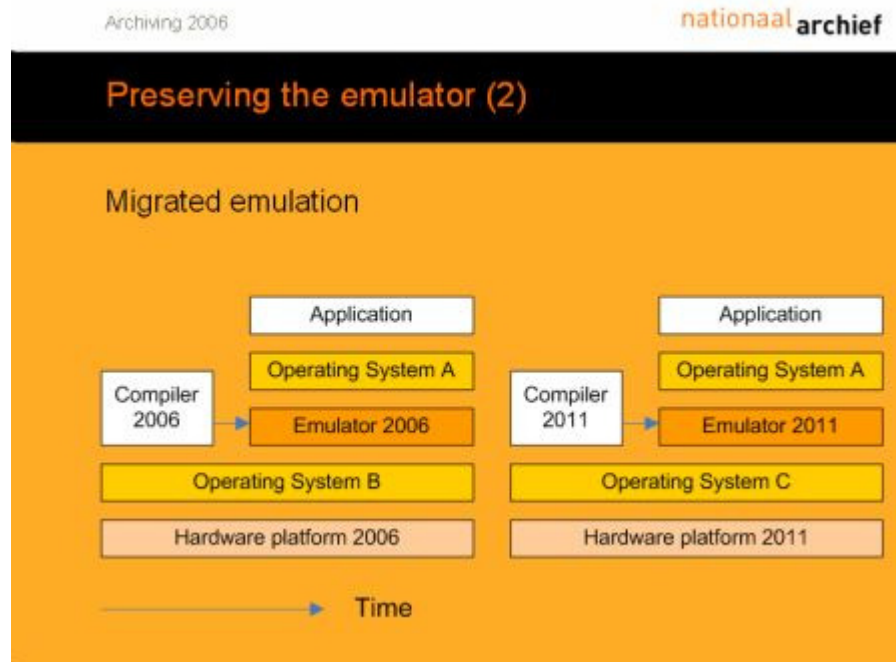 Archiving 2006
nationaal archief
Preserving the emulator (2)
Migrated emulation
Application
Operating System A
Compiler
2006
Emulator 2006
Operating System B
Hardware platform 2006
Application
Operating System A
Compiler
2011
Emulator 2011
Operating System C
Hardware platform 2011
Time